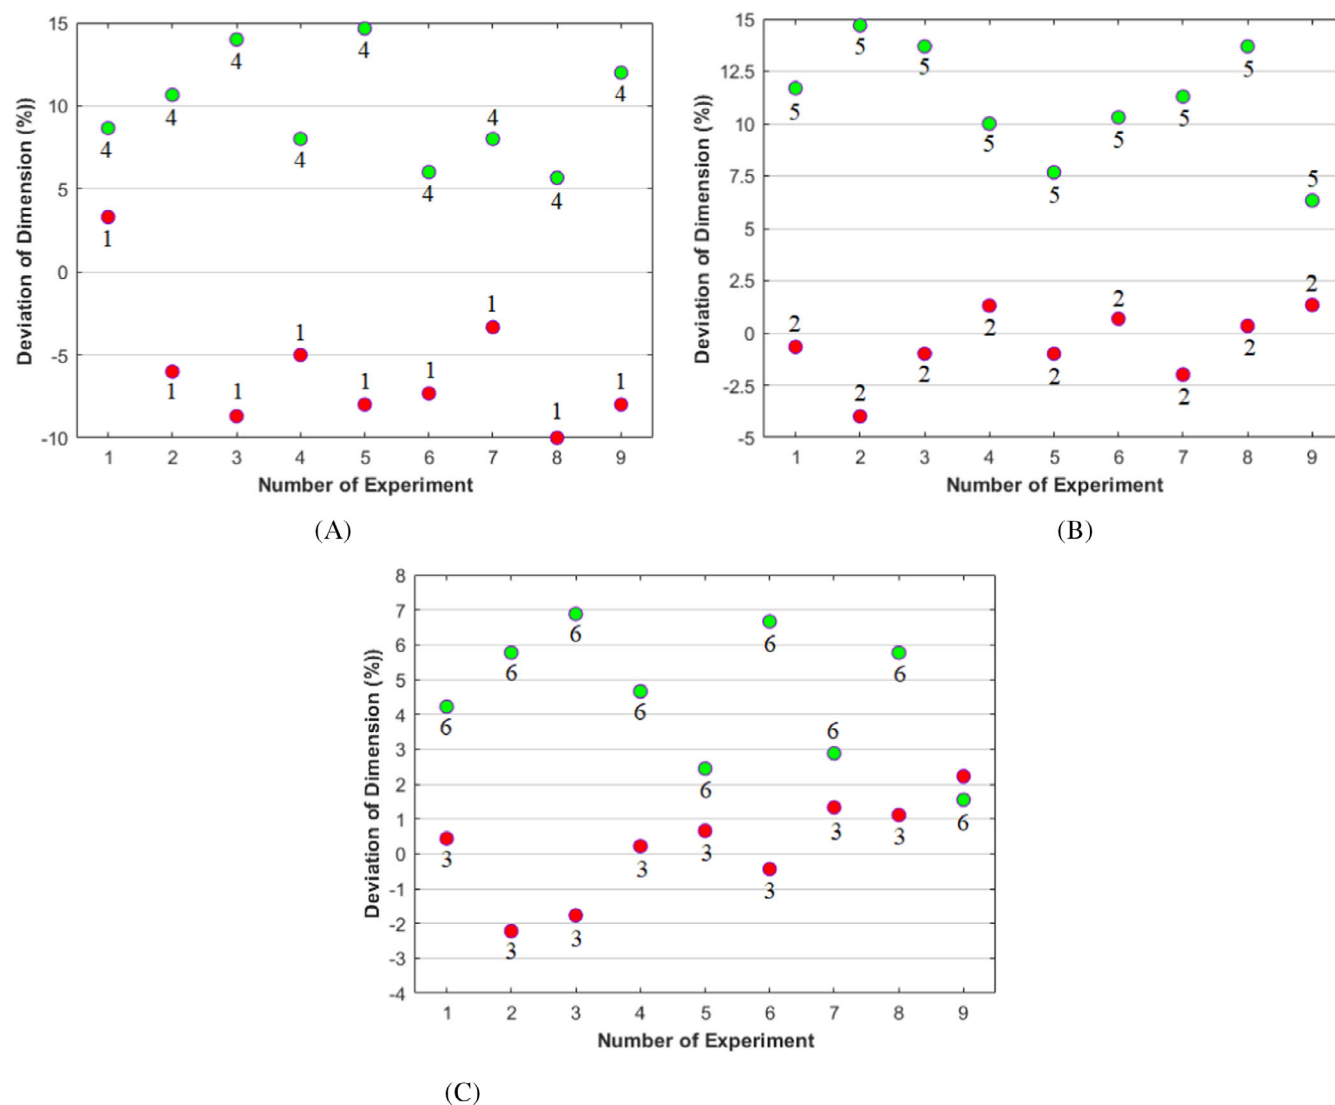 15
10
5
0
-5
-10
Deviation of Dimension (%))
4 4 4 4 4 4 4 4 4
1 1 1 1 1 1 1 1 1
1 2 3 4 5 6 7 8 9
Number of Experiment
(A)
15
12.5
10
7.5
5
2.5
0
-2.5
-5
Deviation of Dimension (%))
5 5 5 5 5 5 5 5 5
2 2 2 2 2 2 2 2 2
1 2 3 4 5 6 7 8 9
Number of Experiment
(B)
8
7
6
5
4
3
2
1
0
-1
-2
-3
-4
Deviation of Dimension (%))
6 6 6 6 6 6 6 6 6
3 3 3 3 3 3 3 3
1 2 3 4 5 6 7 8 9
Number of Experiment
(C)